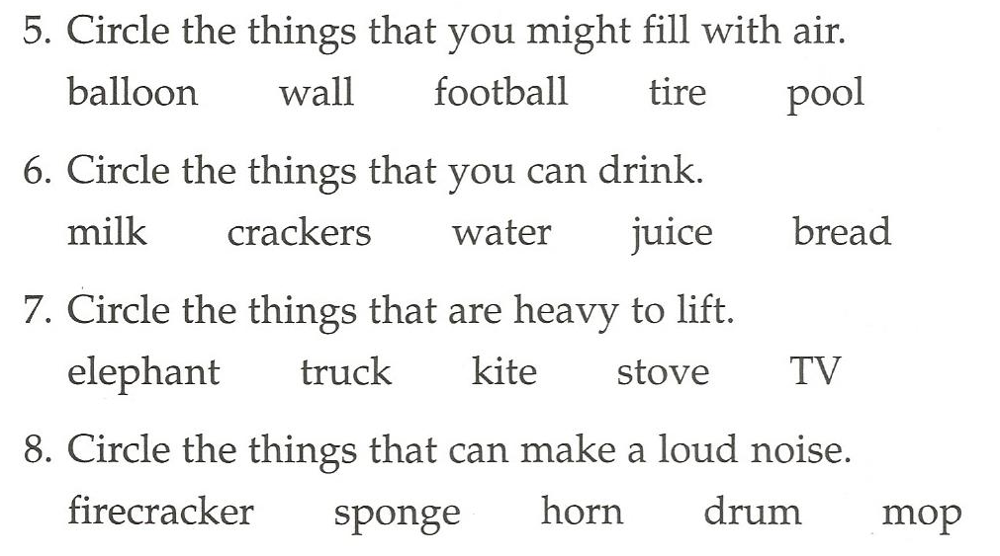 5. Circle the things that you might fill with air.
balloon wall football tire pool
6. Circle the things that you can drink.
milk crackers water juice bread
7. Circle the things that are heavy to lift.
elephant truck kite stove TV
8. Circle the things that can make a loud noise.
firecracker sponge horn drum mop